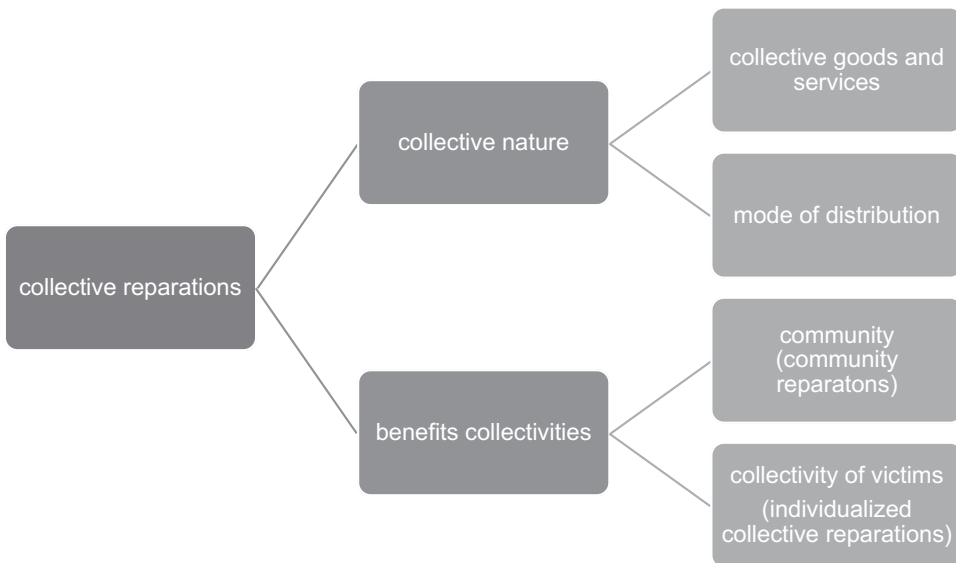 collective reparations
collective nature
collective goods and
services
mode of distribution
benefits collectivities
community
(community
reparatons)
collectivity of victims
(individualized
collective reparations)